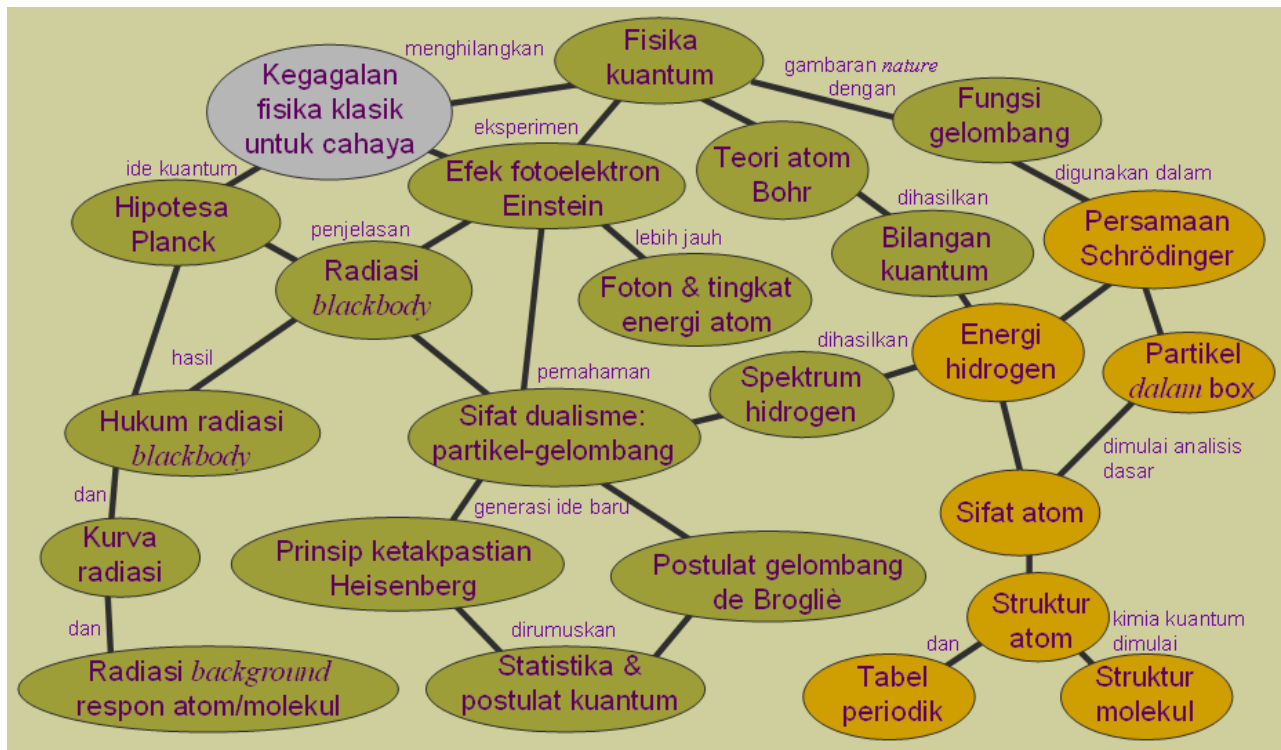 Fisika
kuantum
menghilangkan
Kegagalan
fisika klasik
untuk cahaya
gambaran nature
dengan
Fungsi
gelombang
eksperimen
Efek fotoelektron
Einstein
Teori atom
Bohr
ide kuantum
digunakan dalam
Hipotesa
Planck
dihasilkan
Persamaan
Schrödinger
penjelasan
Radiasi
blackbody
lebih jauh
Bilangan
kuantum
Foton & tingkat
energi atom
dihasilkan
Energi
hidrogen
Partikel
dalam box
hasil
pemahaman
Spektrum
hidrogen
Hukum radiasi
blackbody
Sifat dualisme:
partikel-gelombang
dimulai analisis
dasar
dan
generasi ide baru
Sifat atom
Kurva
radiasi
Prinsip ketakpastian
Heisenberg
Postulat gelombang
de Brogliè
Struktur
atom
kimia kuantum
dimulai
dan
dirumuskan
dan
Radiasi background
respon atom/molekul
Statistika &
postulat kuantum
Tabel
periodik
Struktur
molekul